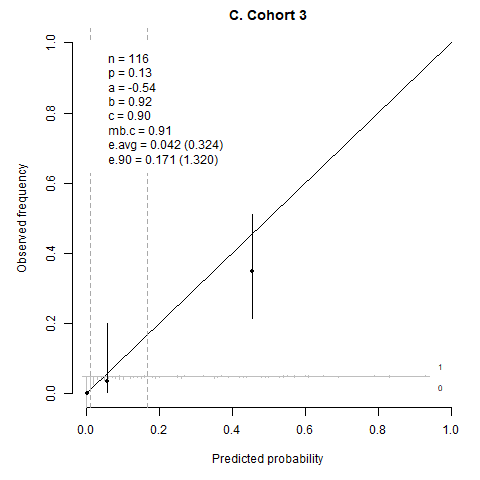 C. Cohort 3
n = 116
p = 0.13
a = -0.54
b = 0.92
c = 0.90
mb.c = 0.91
e.avg = 0.042 (0.324)
e.90 = 0.171 (1.320)
Observed frequency
1.0
0.8
0.6
0.4
0.2
0.0
1
0
0.0 0.2 0.4 0.6 0.8 1.0
Predicted probability